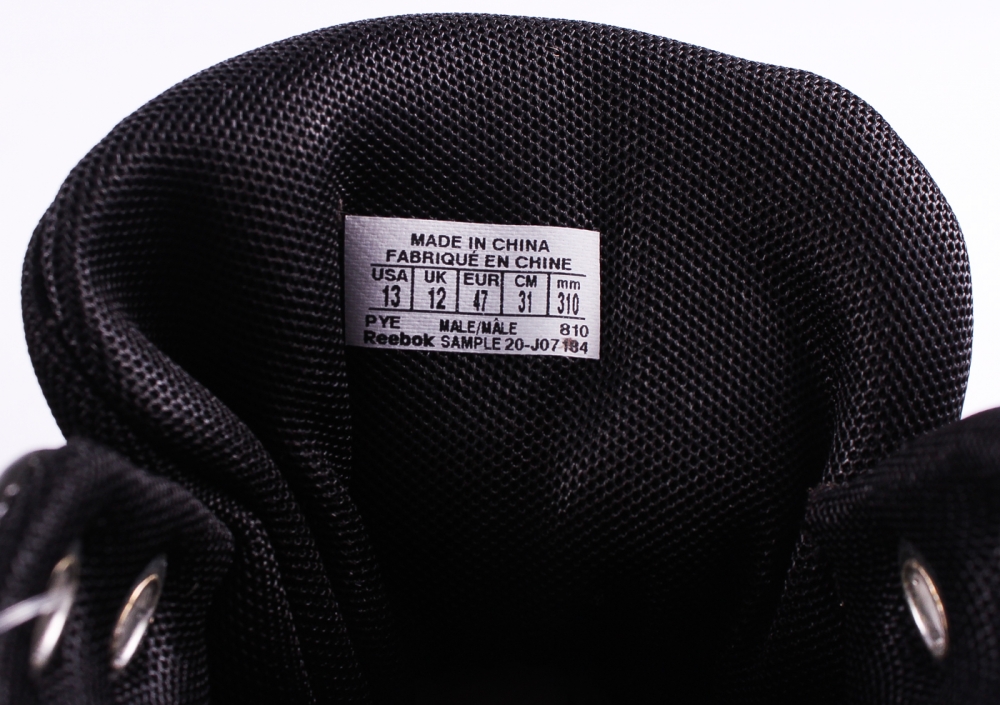 MADE IN CHINA
FABRIQUÉ EN CHINE
USA UK EUR CM mm
13 12 47 31 310
PYE MALE/MÂLE 810
Reebok SAMPLE 20-J07184